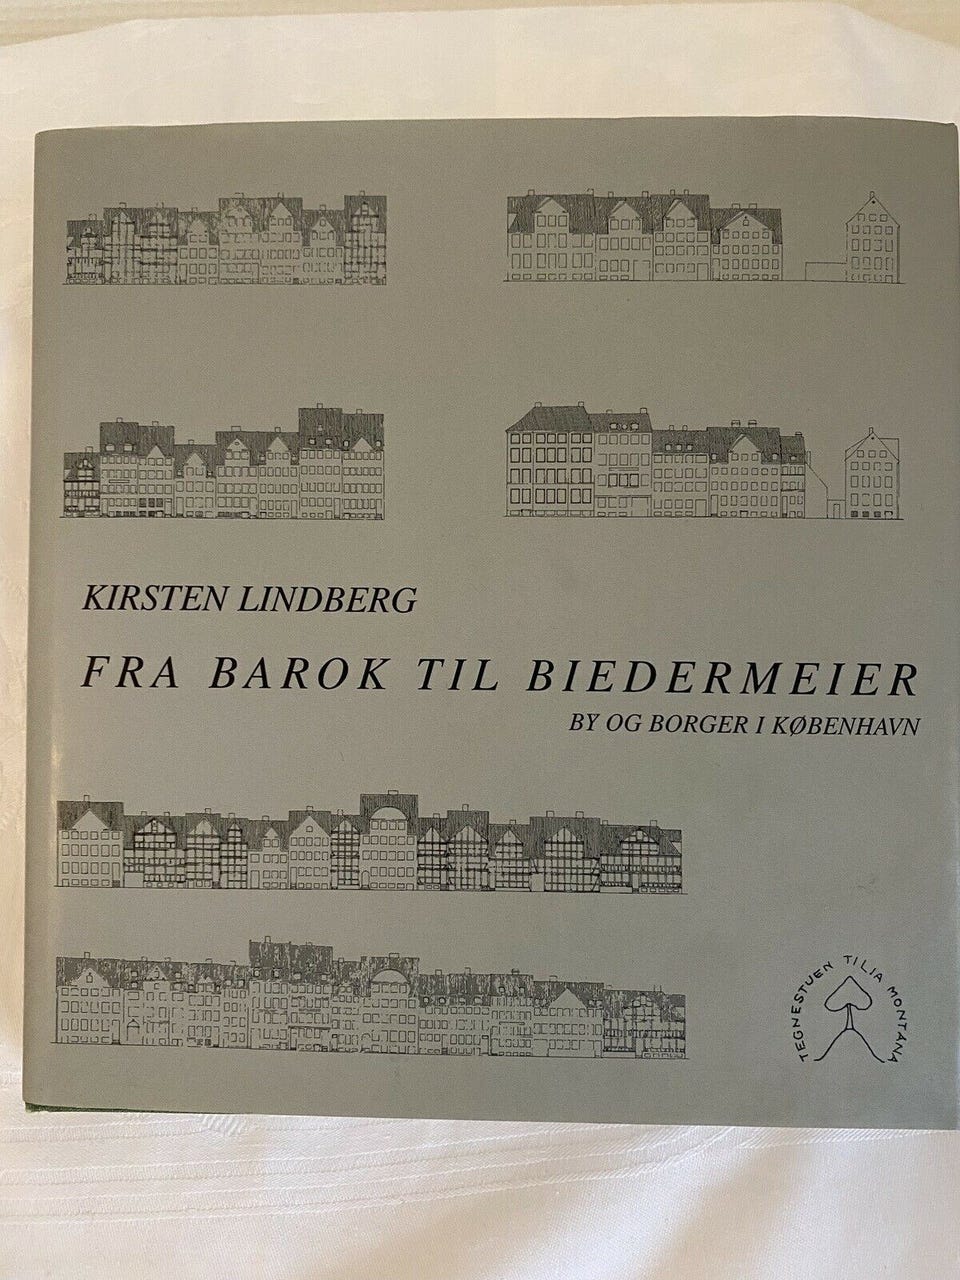 KIRSTEN LINDBERG
FRA BAROK TIL BIEDERMEIER
BY OG BORGER I KØBENHAVN
TEGNESTUEN TILIA MONTANA